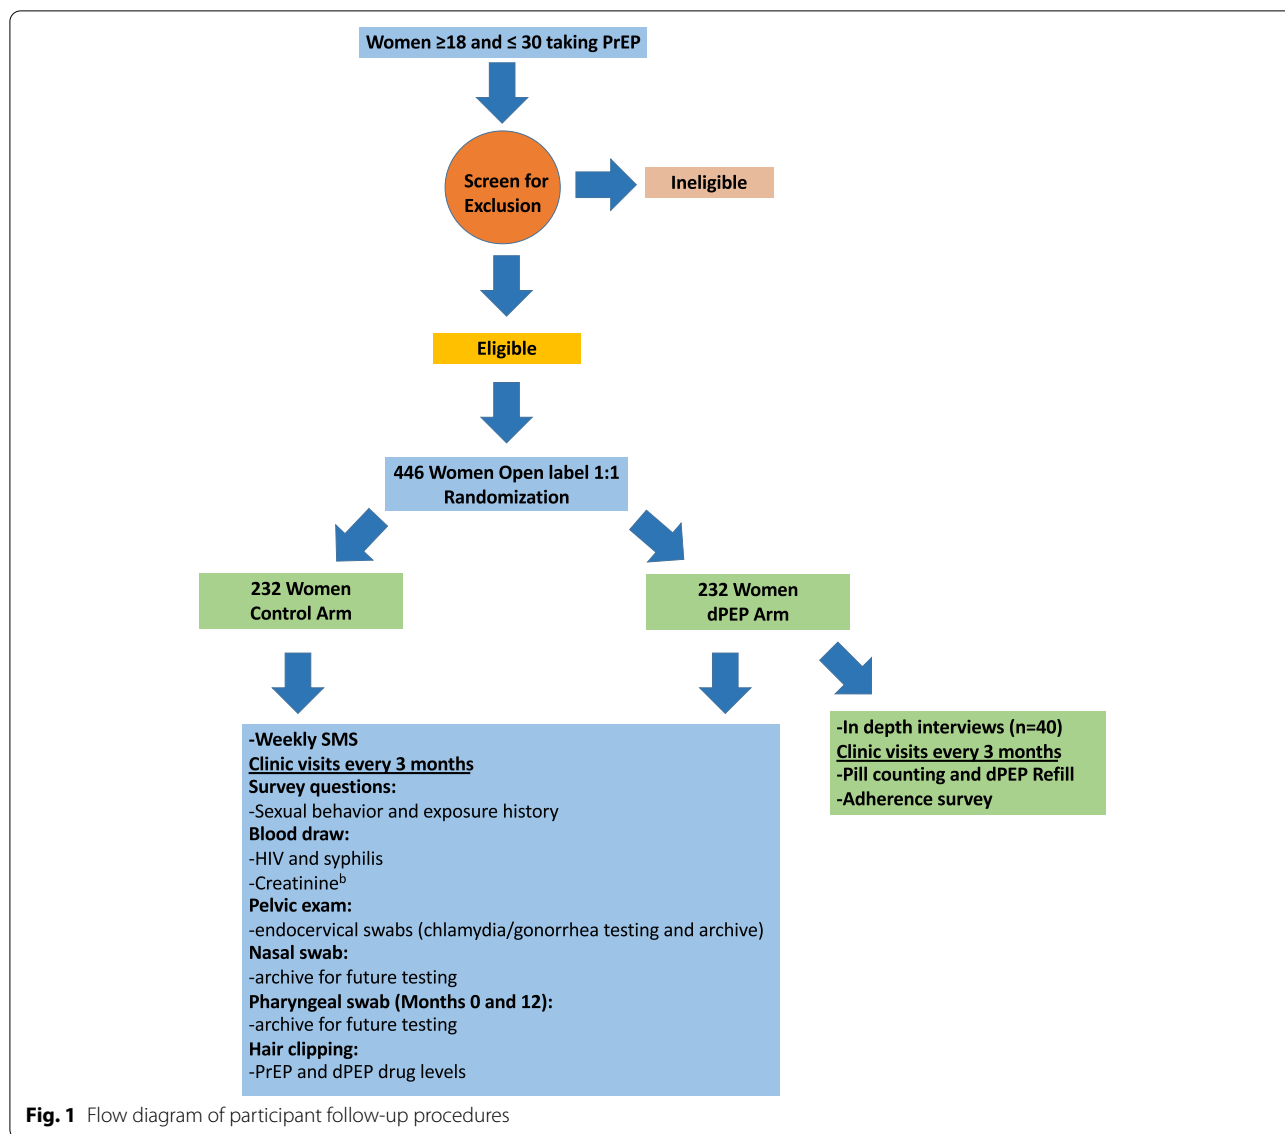 Women ≥18 and ≤ 30 taking PrEP
Screen for
Exclusion
Ineligible
Eligible
446 Women Open label 1:1
Randomization
232 Women
Control Arm
232 Women
dPEP Arm
-Weekly SMS
Clinic visits every 3 months
Survey questions:
-Sexual behavior and exposure history
Blood draw:
-HIV and syphilis
-Creatinineᵇ
Pelvic exam:
-endocervical swabs (chlamydia/gonorrhea testing and archive)
Nasal swab:
-archive for future testing
Pharyngeal swab (Months 0 and 12):
-archive for future testing
Hair clipping:
-PrEP and dPEP drug levels
-In depth interviews (n=40)
Clinic visits every 3 months
-Pill counting and dPEP Refill
-Adherence survey
Fig. 1 Flow diagram of participant follow-up procedures